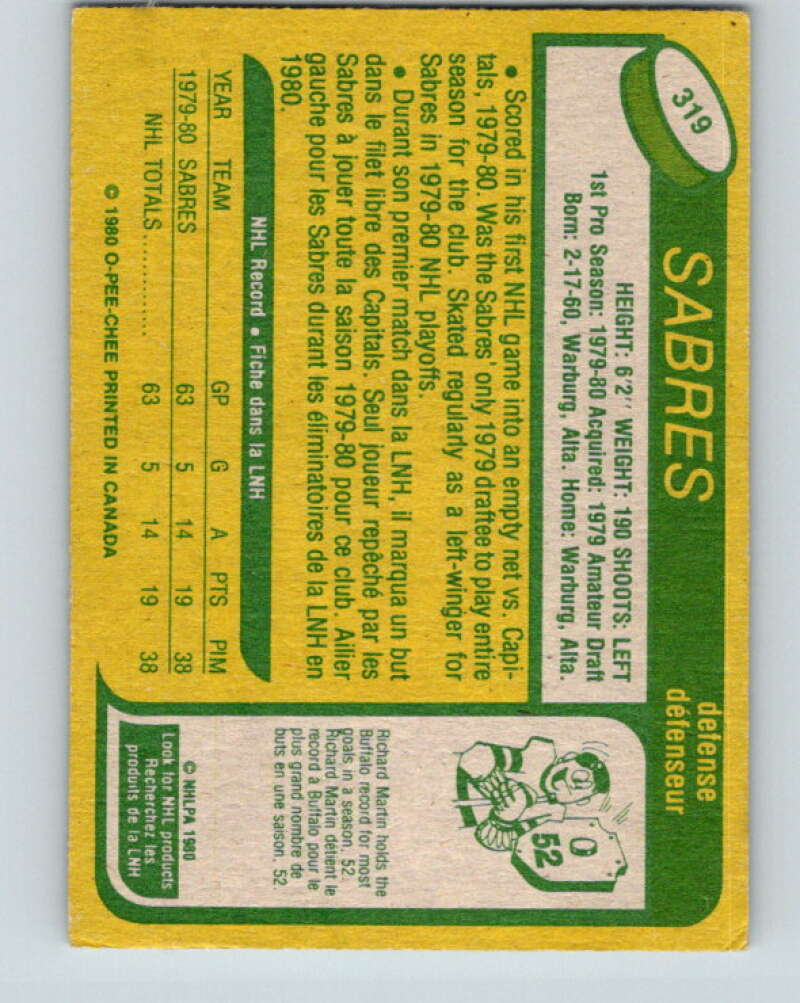 319
SABRES
defense
défenseur
HEIGHT: 6'2" WEIGHT: 190 SHOOTS: LEFT
1st Pro Season: 1979-80 Acquired: 1979 Amateur Draft
Born: 2-17-60, Warburg, Alta. Home: Warburg, Alta.
• Scored in his first NHL game into an empty net vs. Capi-
tals, 1979-80. Was the Sabres' only 1979 draftee to play entire
season for the club. Skated regularly as a left-winger for
Sabres in 1979-80 NHL playoffs.
• Durant son premier match dans la LNH, il marqua un but
dans le filet libre des Capitals. Seul joueur repêché par les
Sabres à jouer toute la saison 1979-80 pour ce club. Ailier
gauche pour les Sabres durant les éliminatoires de la LNH en
1980.
NHL Record • Fiche dans la LNH
YEAR TEAM GP G A PTS PIM
1979-80 SABRES 63 5 14 19 38
NHL TOTALS.............. 63 5 14 19 38
© 1980 O-PEE-CHEE PRINTED IN CANADA
52
Richard Martin holds the
Buffalo record for most
goals in a season, 52.
Richard Martin détient le
record à Buffalo pour le
plus grand nombre de
buts en une saison, 52.
© NHLPA 1980
Look for NHL products
Recherchez les
produits de la LNH